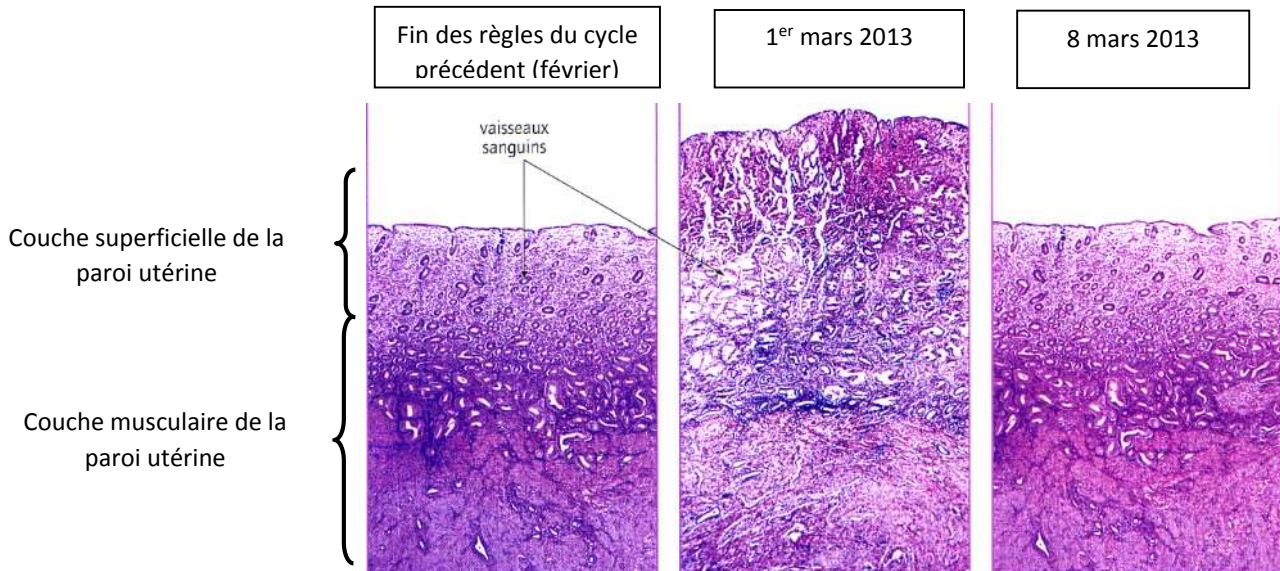 Fin des règles du cycle
précédent (février)
1er mars 2013
8 mars 2013
vaisseaux
sanguins
Couche superficielle de la
paroi utérine
Couche musculaire de la
paroi utérine